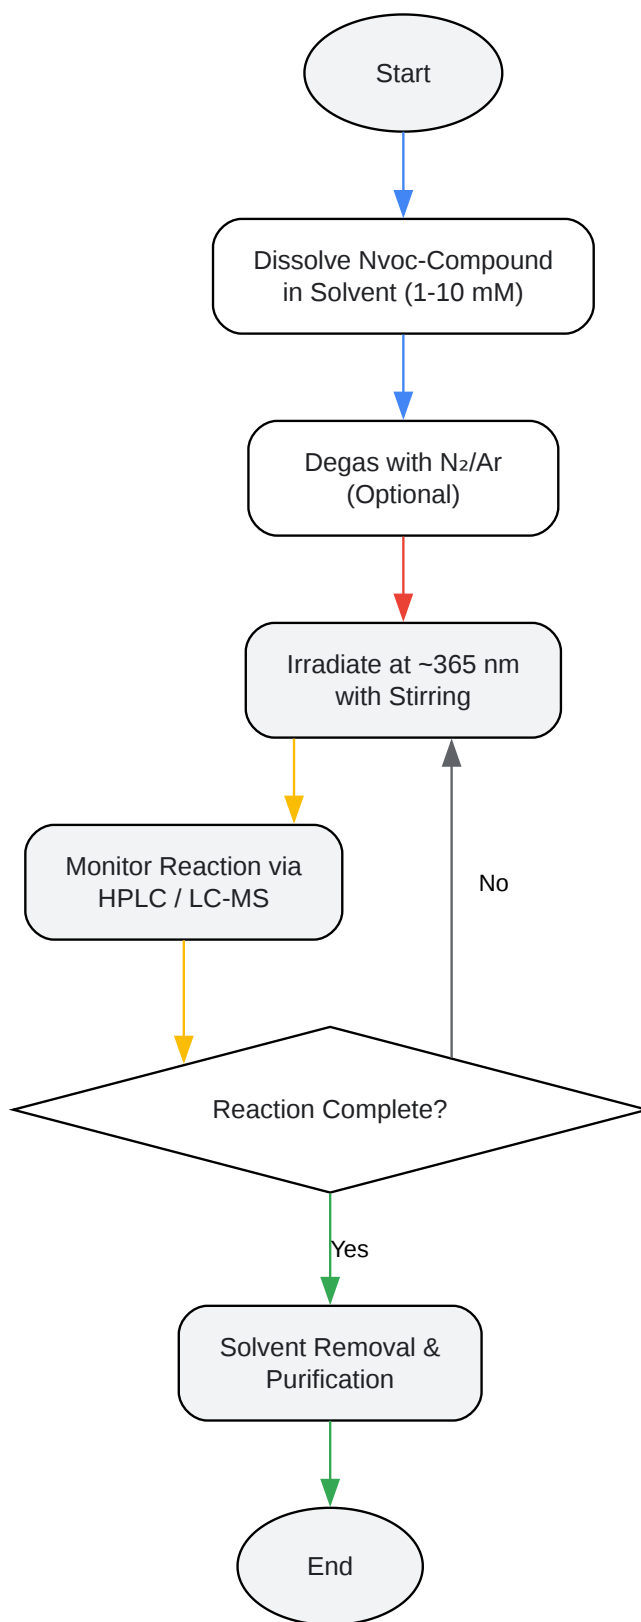 Start
Dissolve Nvoc-Compound
in Solvent (1-10 mM)
Degas with N₂/Ar
(Optional)
Irradiate at ~365 nm
with Stirring
Monitor Reaction via
HPLC / LC-MS
No
Reaction Complete?
Yes
Solvent Removal &
Purification
End